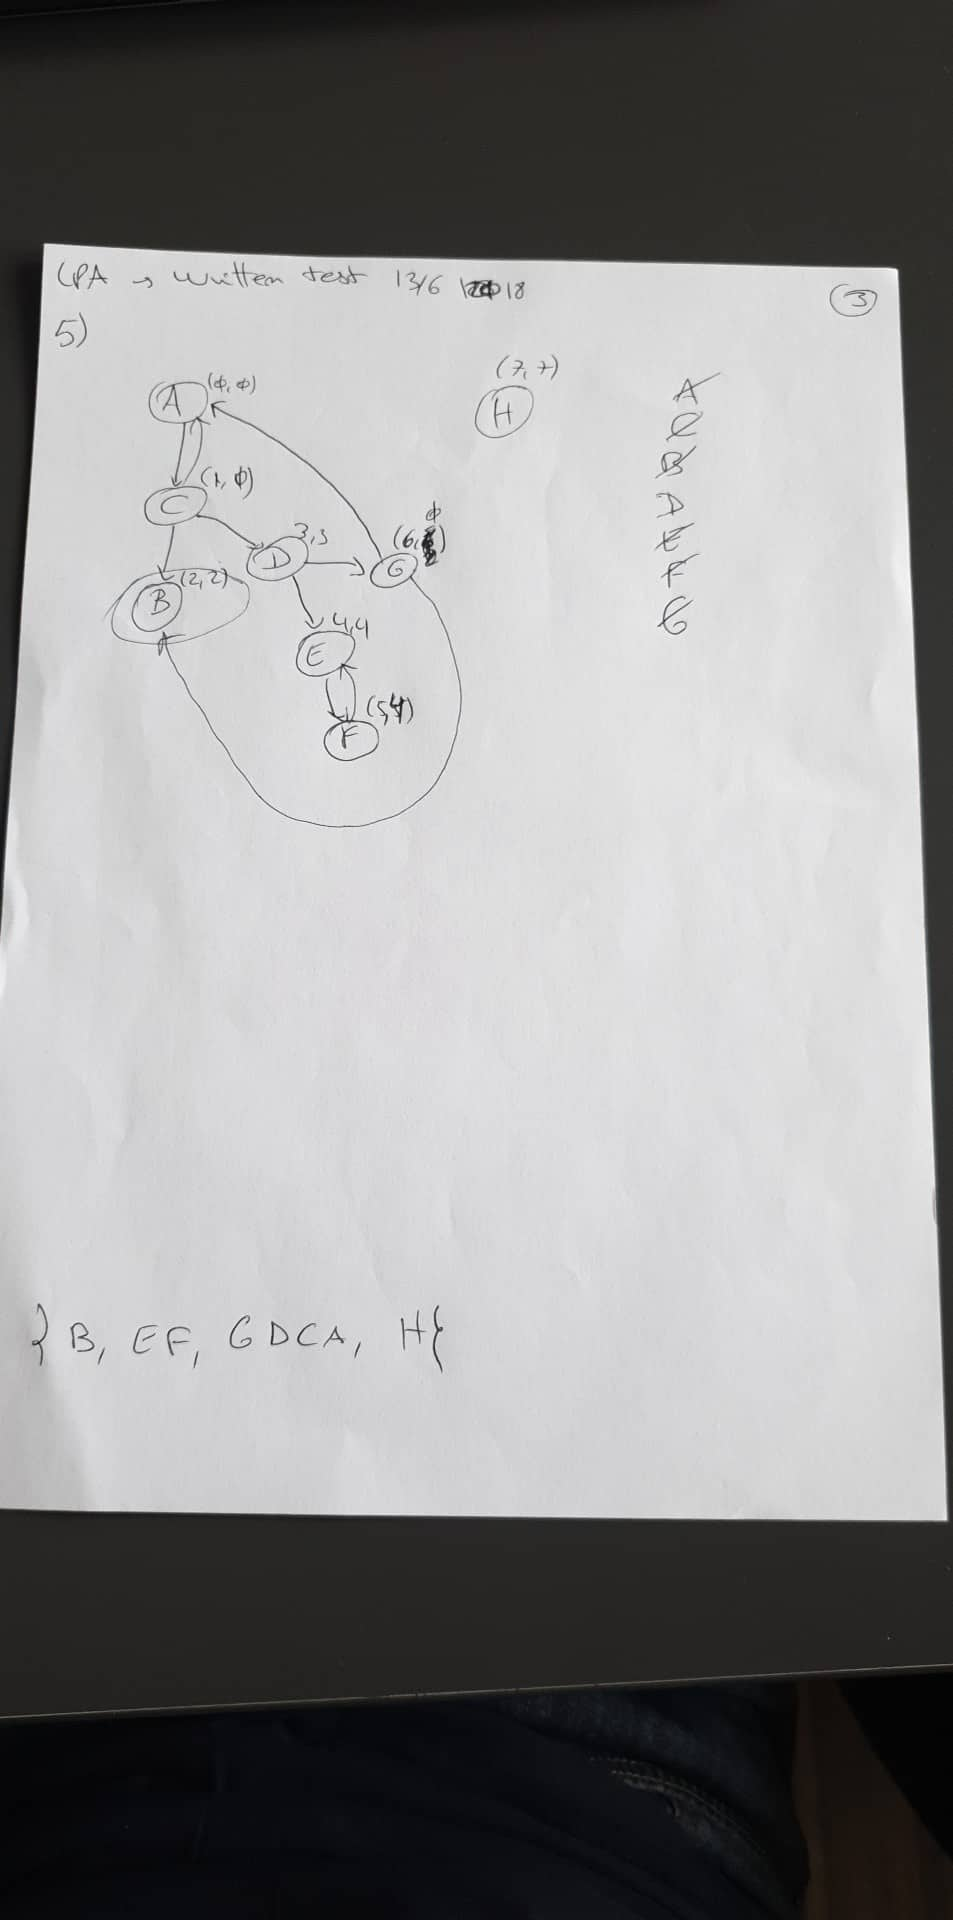 CPA → written test 13/6 18
3
5)
(7,7)
H
A
(φ,φ)
A
C
B
D
E
F
G
C
(1,φ)
D
3,3
G
(6,φ)
B
(2,2)
E
4,4
F
(5,4)
{B, EF, GDCA, H}